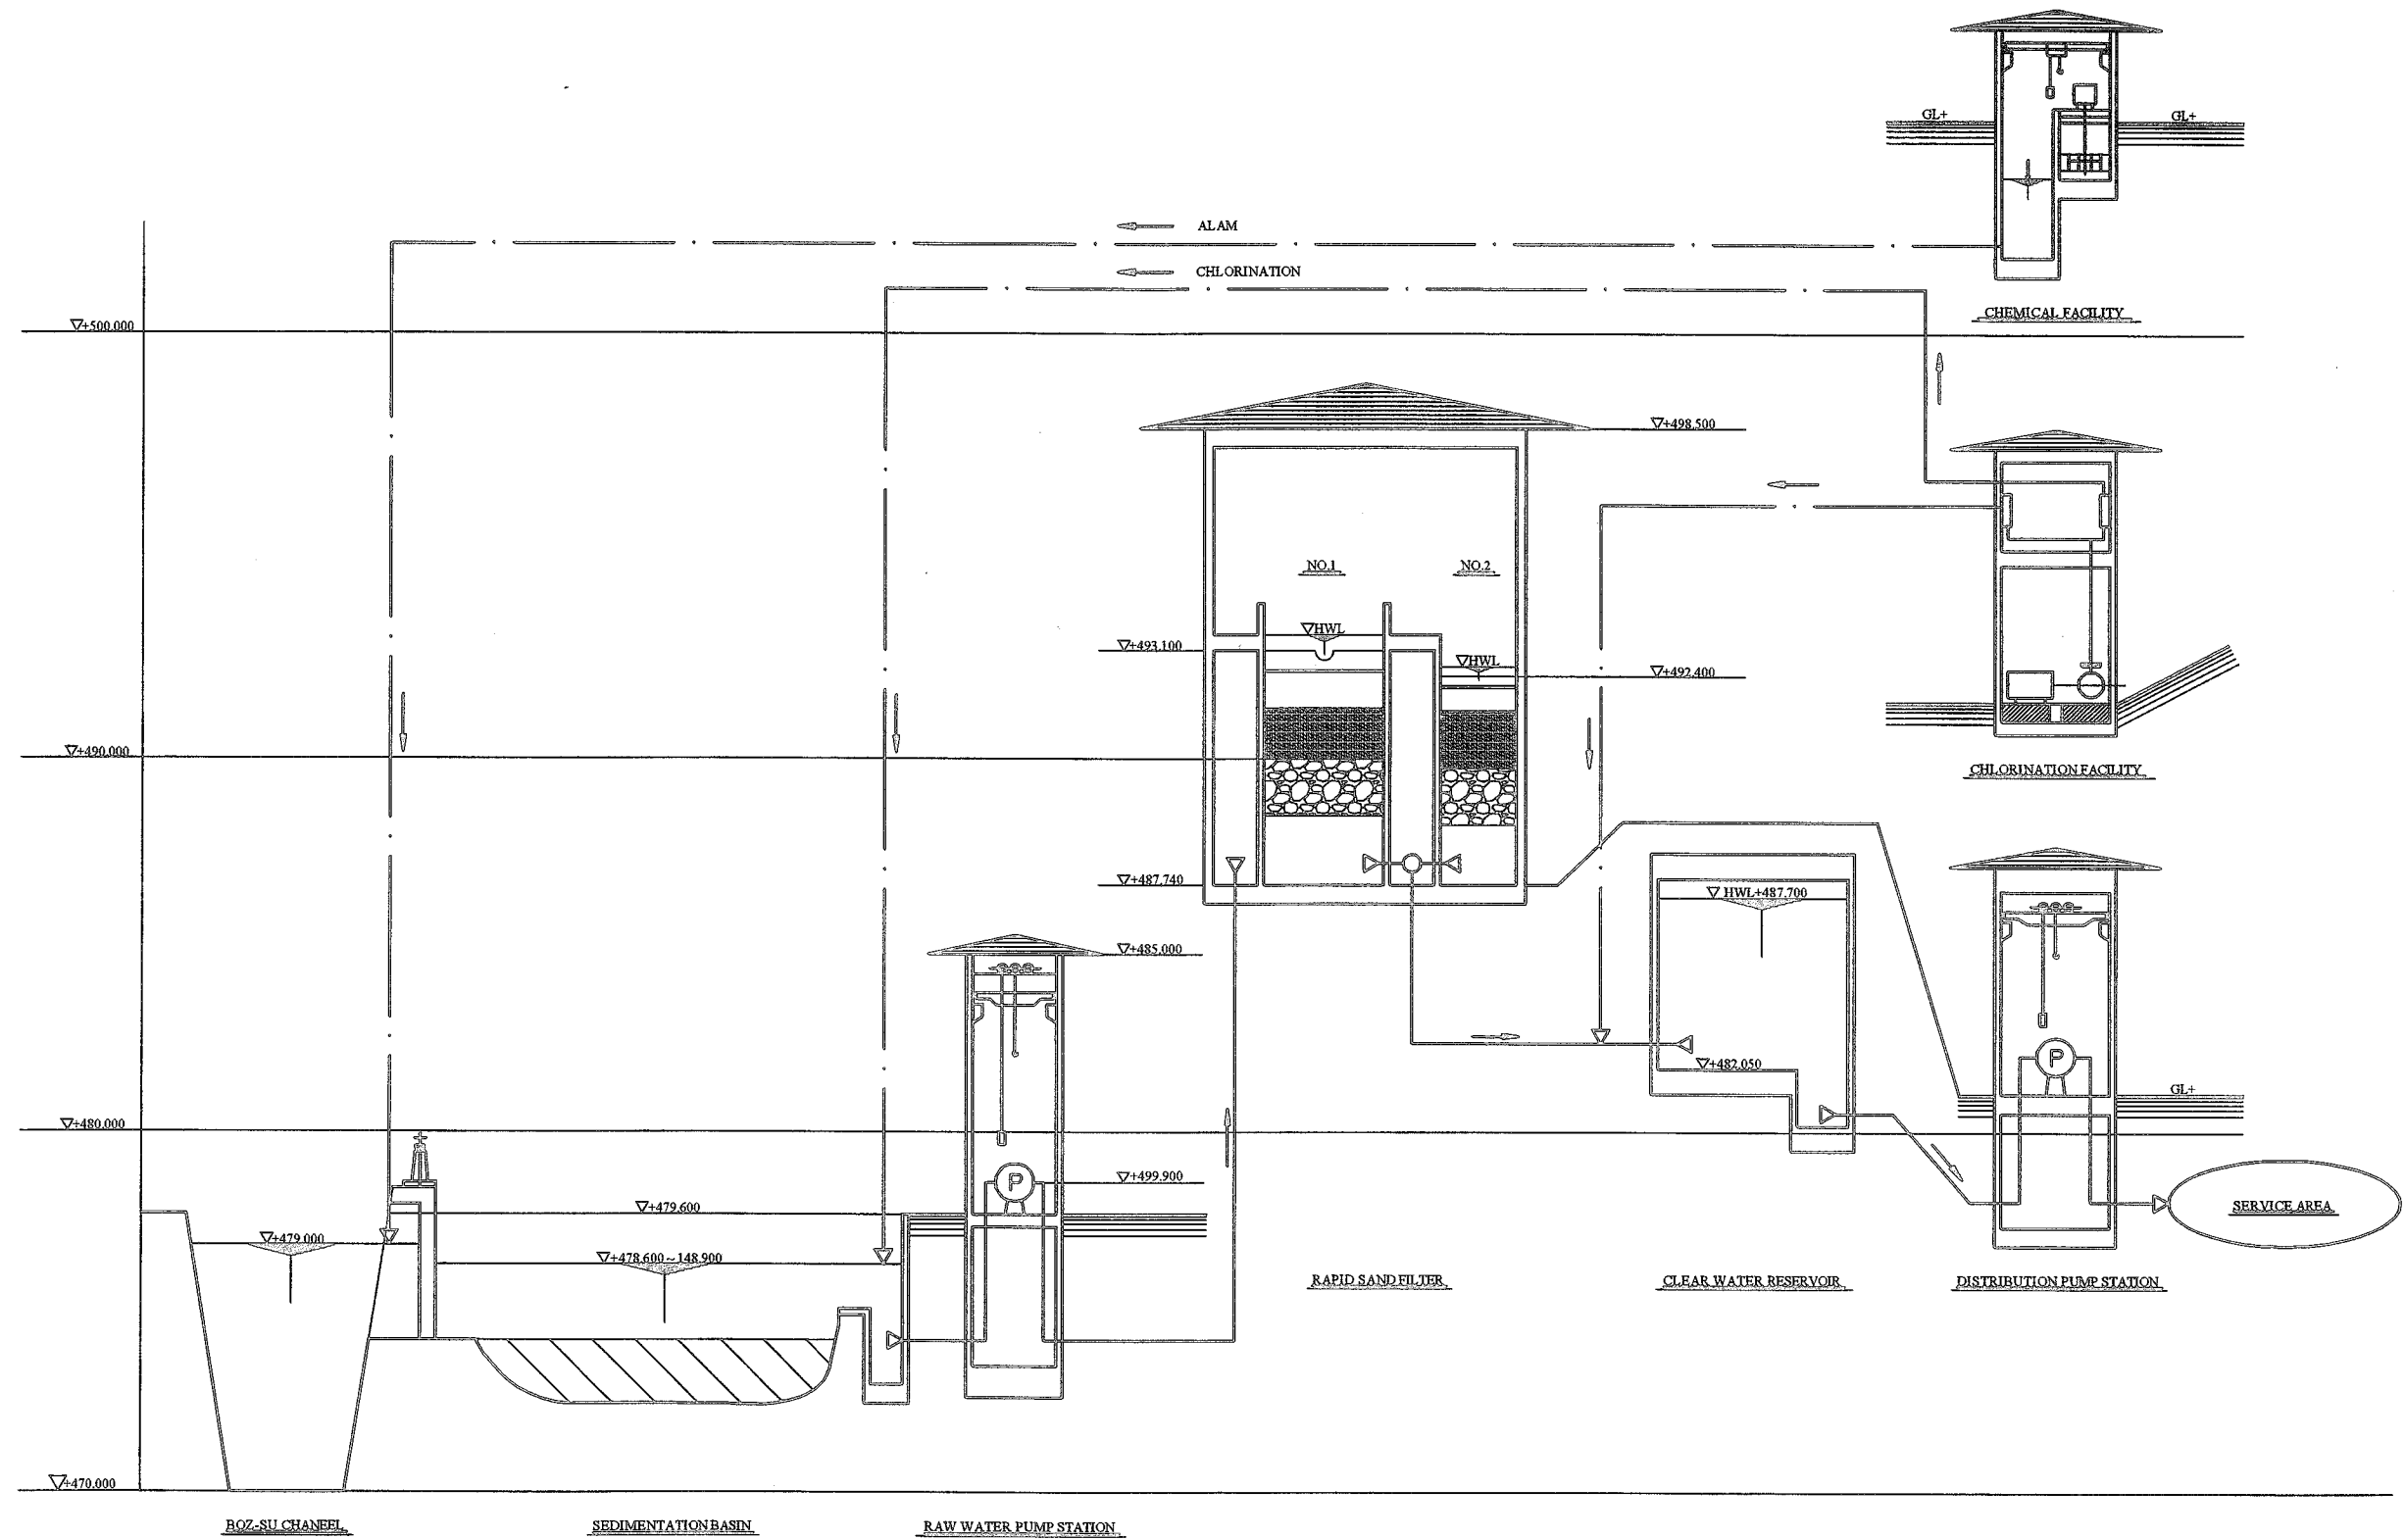 GL+
GL+
ALAM
CHLORINATION
CHEMICAL FACILITY
▽+500.000
▽+498.500
NO.1
NO.2
▽HWL
▽+493.100
▽HWL
▽+492.400
▽+490.000
CHLORINATION FACILITY
▽+487.740
▽ HWL+487.700
▽+485.000
P
▽+482.050
GL+
▽+480.000
P
▽+499.900
▽+479.600
SERVICE AREA
▽+479.000
▽+478.600~148.900
RAPID SAND FILTER
CLEAR WATER RESERVOIR
DISTRIBUTION PUMP STATION
▽+470.000
BOZ-SU CHANEEL
SEDIMENTATION BASIN
RAW WATER PUMP STATION